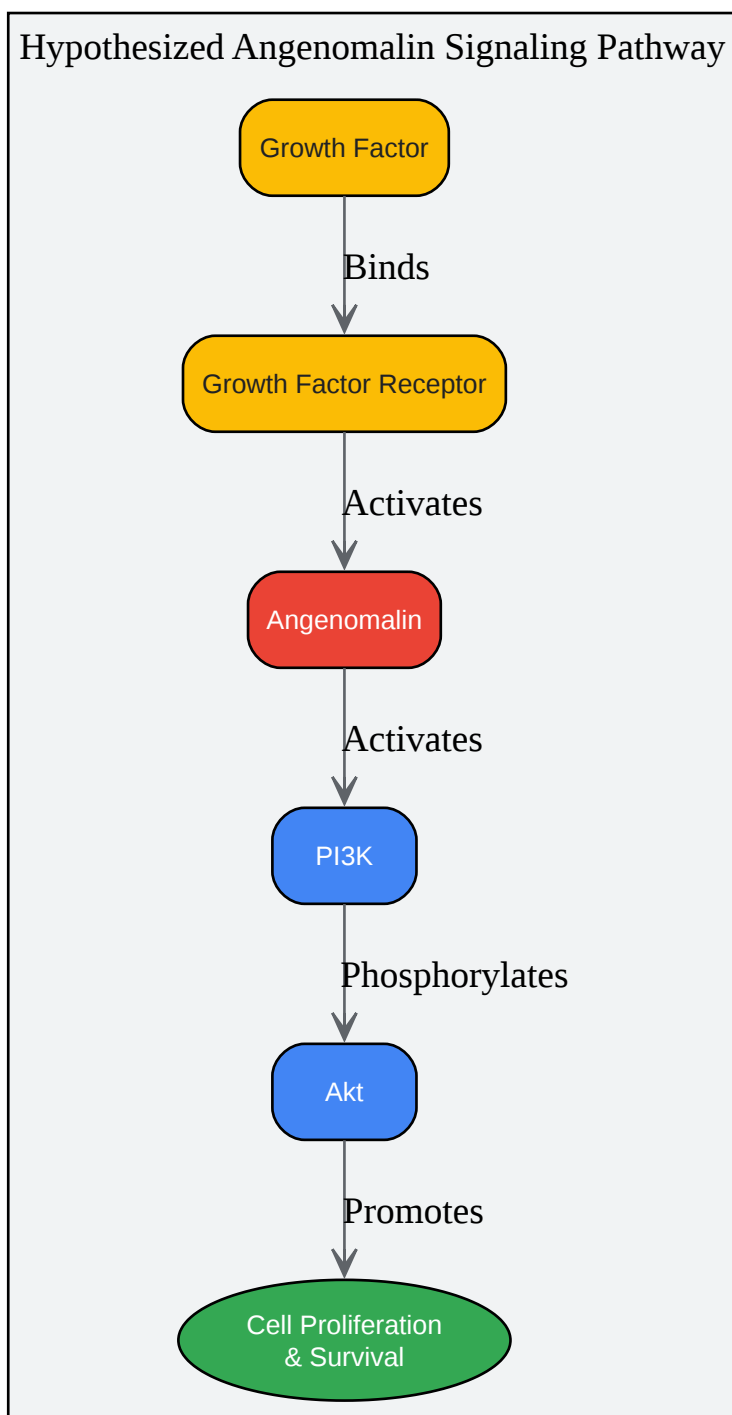 Hypothesized Angenomalin Signaling Pathway
Growth Factor
Binds
Growth Factor Receptor
Activates
Angenomalin
Activates
PI3K
Phosphorylates
Akt
Promotes
Cell Proliferation
& Survival